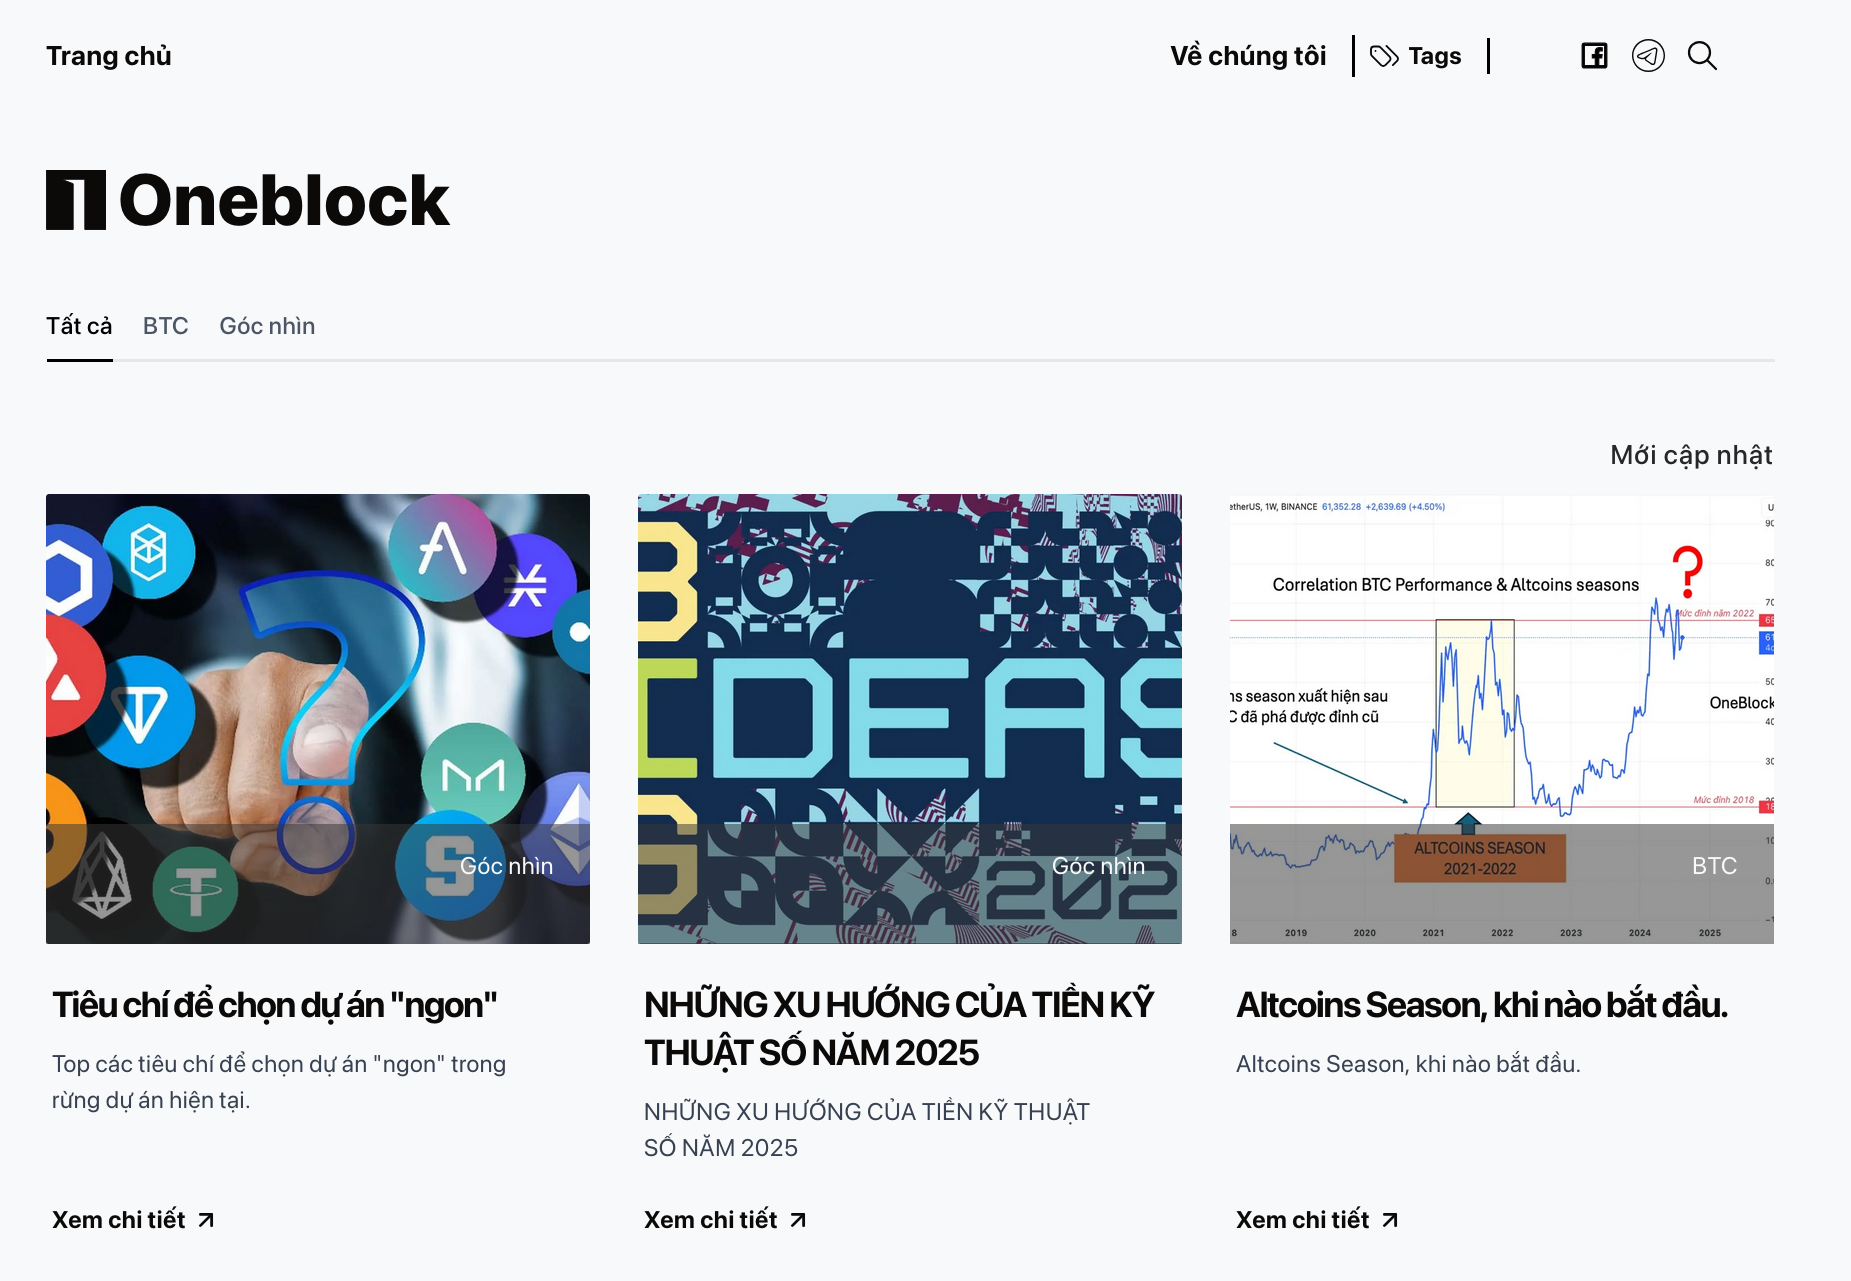 Trang chủ
Về chúng tôi
Tags
Oneblock
Tất cả
BTC
Góc nhìn
Mới cập nhật
Góc nhìn
BIG
IDEAS
2025
Góc nhìn
etherUS, 1W, BINANCE 61,352.28 +2,639.69 (+4.50%)
?
Correlation BTC Performance & Altcoins seasons
Mức đỉnh năm 2022
ns season xuất hiện sau
C đã phá được đỉnh cũ
OneBlock
Mức đỉnh 2018
ALTCOINS SEASON
2021-2022
BTC
8 2019 2020 2021 2022 2023 2024 2025
Tiêu chí để chọn dự án "ngon"
Top các tiêu chí để chọn dự án "ngon" trong
rừng dự án hiện tại.
Xem chi tiết
NHỮNG XU HƯỚNG CỦA TIỀN KỸ
THUẬT SỐ NĂM 2025
NHỮNG XU HƯỚNG CỦA TIỀN KỸ THUẬT
SỐ NĂM 2025
Xem chi tiết
Altcoins Season, khi nào bắt đầu.
Altcoins Season, khi nào bắt đầu.
Xem chi tiết